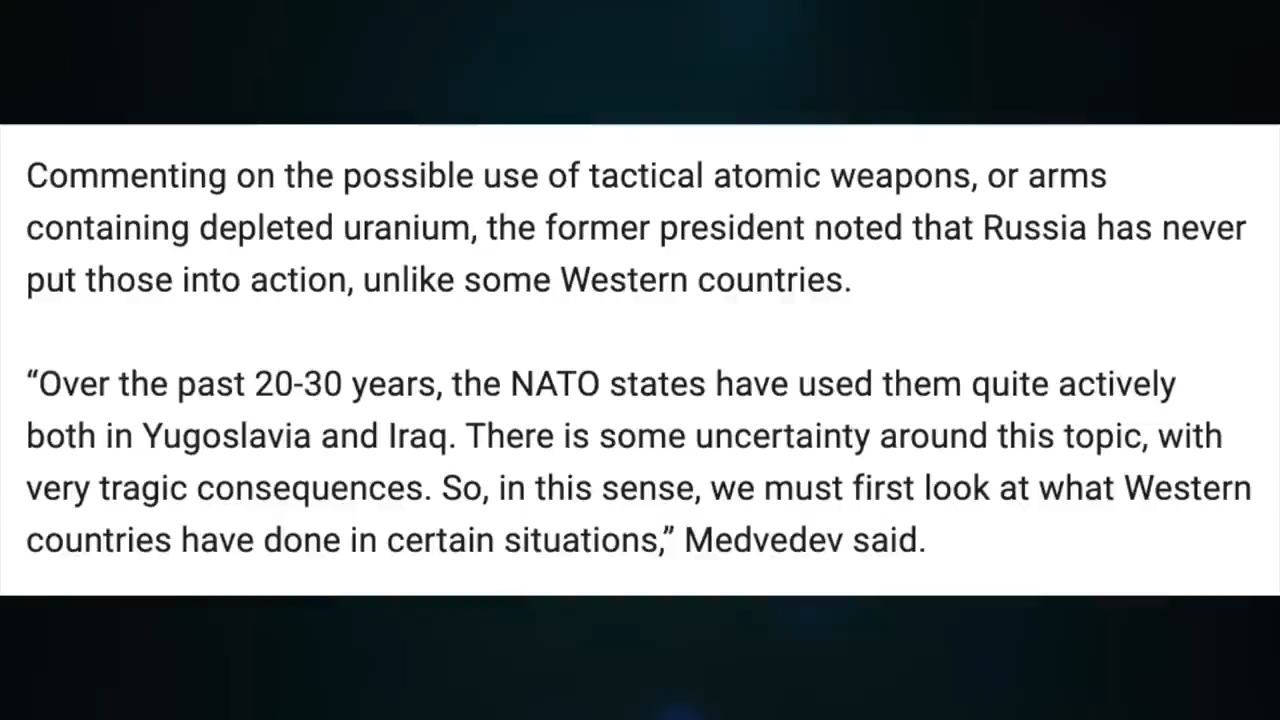 Commenting on the possible use of tactical atomic weapons, or arms
containing depleted uranium, the former president noted that Russia has never
put those into action, unlike some Western countries.
“Over the past 20-30 years, the NATO states have used them quite actively
both in Yugoslavia and Iraq. There is some uncertainty around this topic, with
very tragic consequences. So, in this sense, we must first look at what Western
countries have done in certain situations,” Medvedev said.